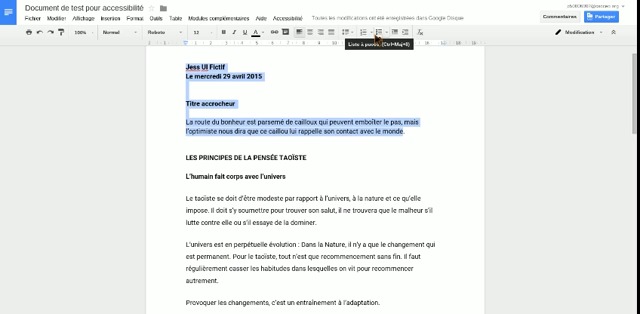 Document de test pour accessibilité
Fichier Modifier Affichage Insertion Format Outils Table Modules complémentaires Aide Accessibilité Toutes les modifications ont été enregistrées dans Google Disque
Commentaires Partager
100% Normal Roboto 12 Modification
Liste à puces (Ctrl+Maj+8)
Jess UI Fictif
Le mercredi 29 avril 2015
Titre accrocheur
La route du bonheur est parsemé de cailloux qui peuvent emboîter le pas, mais
l'optimiste nous dira que ce caillou lui rappelle son contact avec le monde.
LES PRINCIPES DE LA PENSÉE TAOÏSTE
L'humain fait corps avec l'univers
Le taoïste se doit d'être modeste par rapport à l'univers, à la nature et ce qu'elle
impose. Il doit s'y soumettre pour trouver son salut, il ne trouvera que le malheur s'il
lutte contre elle ou s'il essaye de la dominer.
L'univers est en perpétuelle évolution : Dans la Nature, il n'y a que le changement qui
est permanent. Pour le taoïste, tout n'est que recommencement sans fin. Il faut
régulièrement casser les habitudes dans lesquelles on vit pour recommencer
autrement.
Provoquer les changements, c'est un entraînement à l'adaptation.